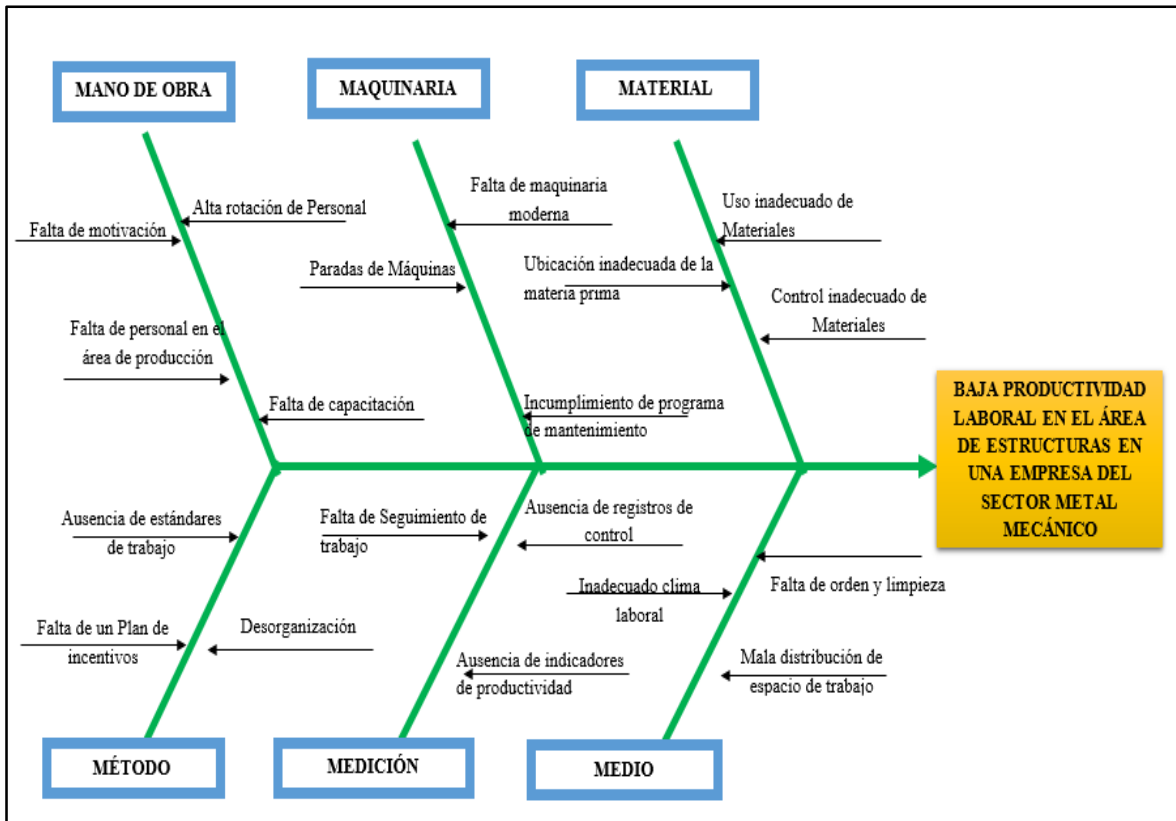 MANO DE OBRA
MAQUINARIA
MATERIAL
Alta rotación de Personal
Falta de motivación
Falta de personal en el
área de producción
Falta de capacitación
Falta de maquinaria
moderna
Paradas de Máquinas
Incumplimiento de programa
de mantenimiento
Uso inadecuado de
Materiales
Ubicación inadecuada de la
materia prima
Control inadecuado de
Materiales
BAJA PRODUCTIVIDAD
LABORAL EN EL ÁREA
DE ESTRUCTURAS EN
UNA EMPRESA DEL
SECTOR METAL
MECÁNICO
Ausencia de estándares
de trabajo
Falta de un Plan de
incentivos
Desorganización
Falta de Seguimiento de
trabajo
Ausencia de registros de
control
Ausencia de indicadores
de productividad
Inadecuado clima
laboral
Falta de orden y limpieza
Mala distribución de
espacio de trabajo
MÉTODO
MEDICIÓN
MEDIO